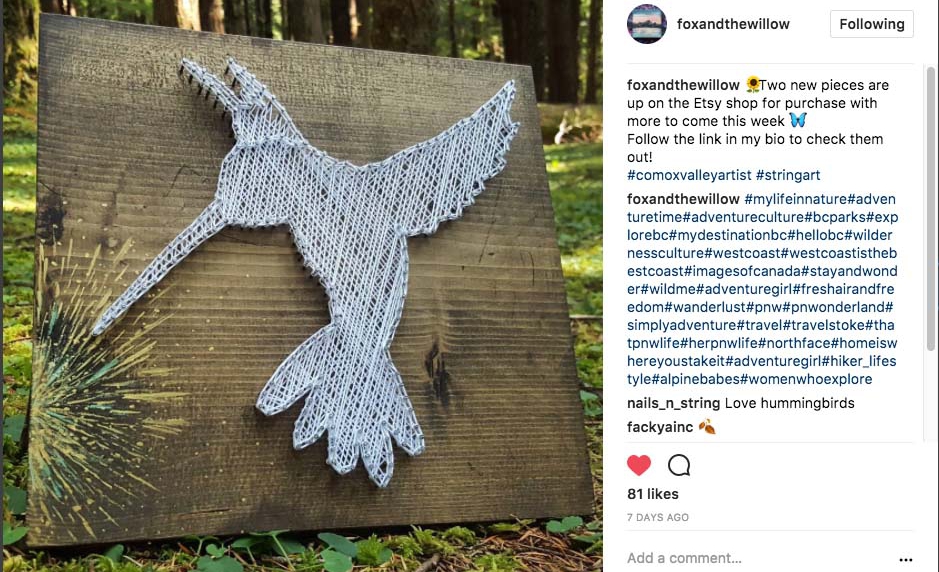 foxandthewillow
Following
foxandthewillow 🌻Two new pieces are
up on the Etsy shop for purchase with
more to come this week 🦋
Follow the link in my bio to check them
out!
#comoxvalleyartist #stringart
foxandthewillow #mylifeinnature#adven
turetime#adventureculture#bcparks#exp
lorebc#mydestinationbc#hellobc#wilder
nessculture#westcoast#westcoastistheb
estcoast#imagesofcanada#stayandwond
er#wildme#adventuregirl#freshairandfre
edom#wanderlust#pnw#pnwonderland#
simplyadventure#travel#travelstoke#tha
tpnwlife#herpnwlife#northface#homeisw
hereyoustakeit#adventuregirl#hiker_lifes
tyle#alpinebabes#womenwhoexplore
nails_n_string Love hummingbirds
fackyainc 🍂
81 likes
7 DAYS AGO
Add a comment…